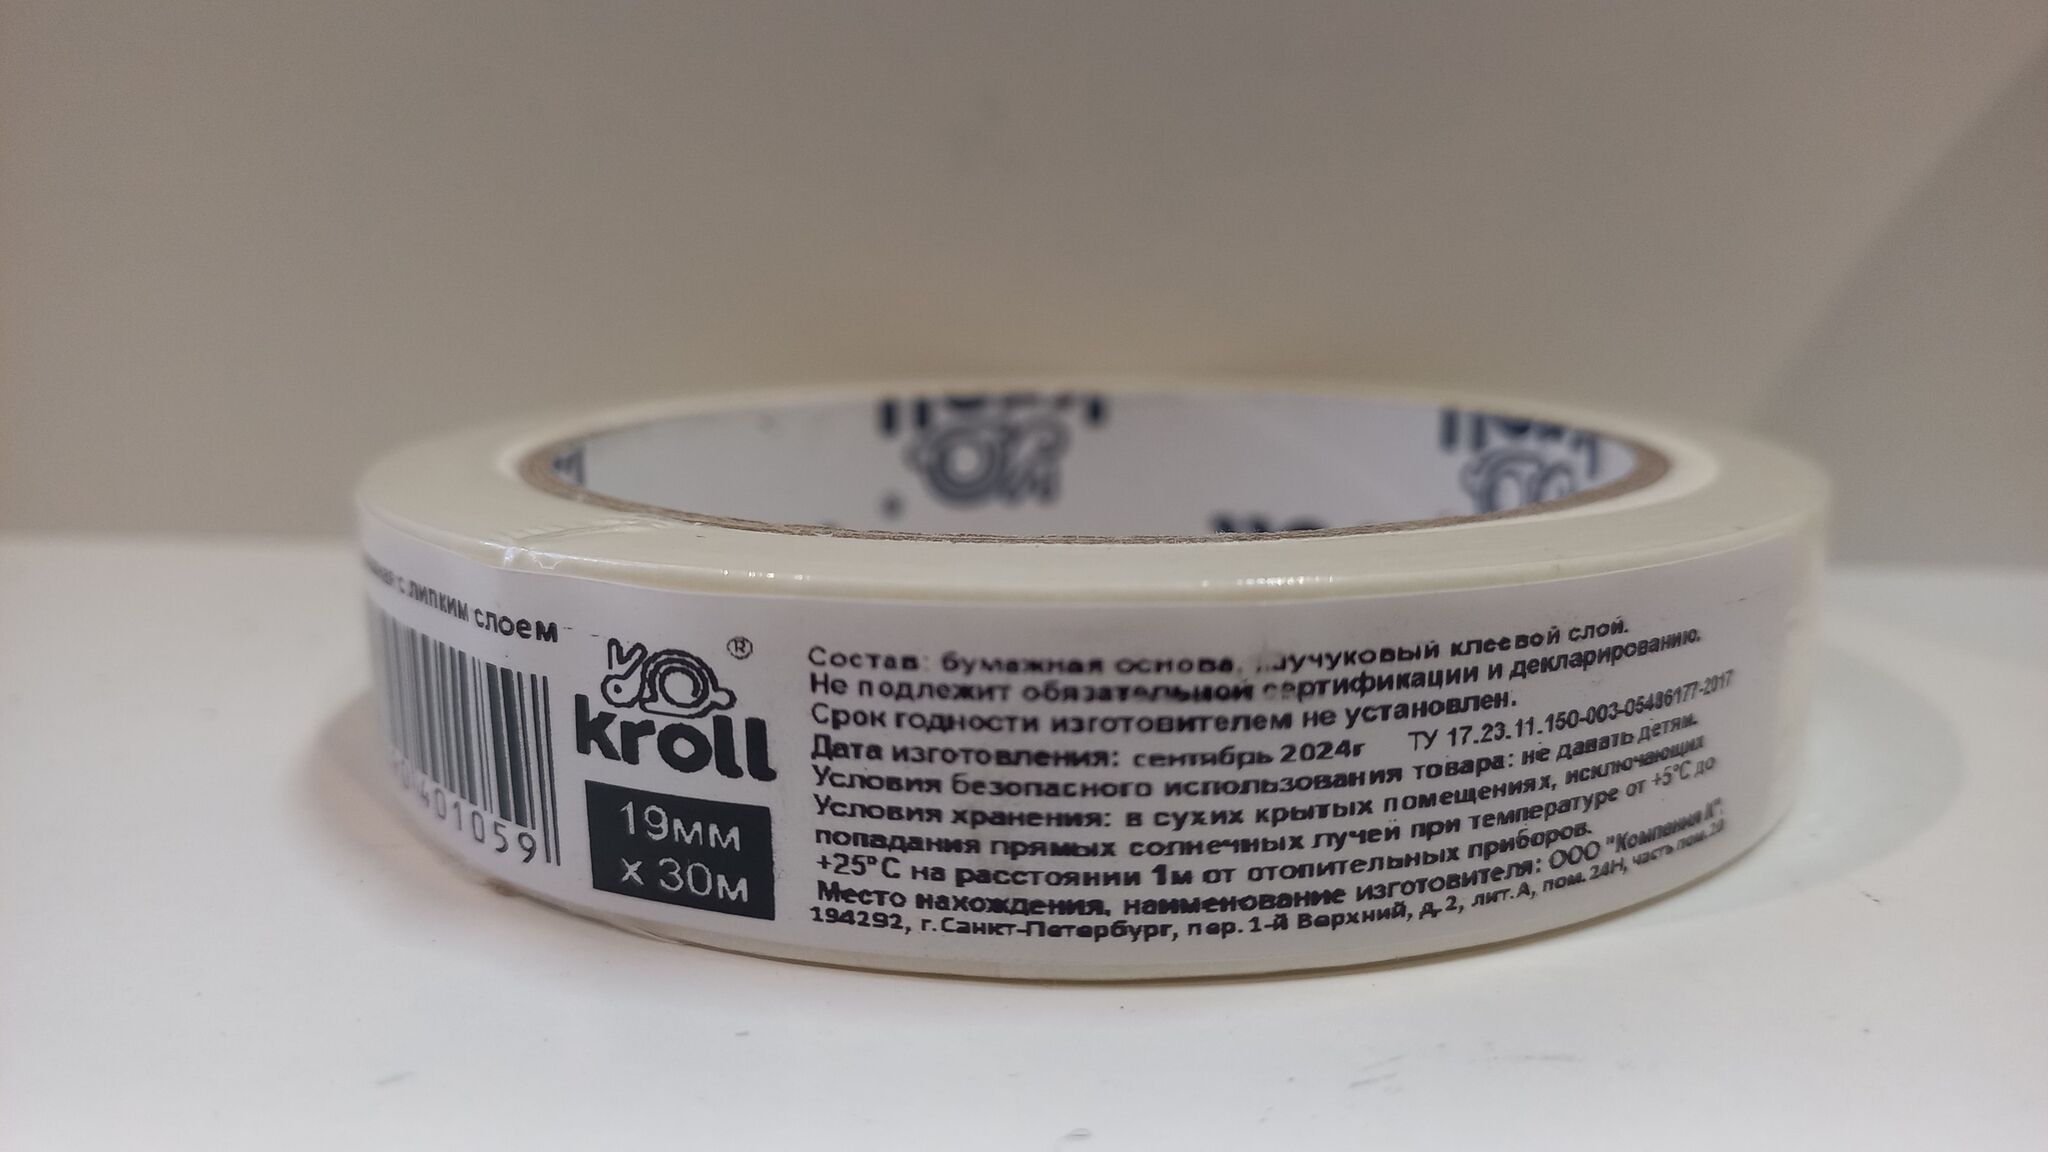 с липким слоем
401059
®
kroll
19мм
x 30м
Состав: бумажная основа, клеевой слой.
Не подлежит обязательной сертификации и декларированию.
Срок годности изготовителем не установлен.
Дата изготовления: сентябрь 2024г ТУ 17.23.11.150-003-05486177-2017
Условия безопасного использования товара: не давать детям.
Условия хранения: в сухих крытых помещениях, исключающих
попадания прямых солнечных лучей при температуре от +5°C до
+25°C на расстоянии 1м от отопительных приборов.
Место нахождения, наименование изготовителя: ООО "Компания К",
194292, г.Санкт-Петербург, пер. 1-й Верхний, д.2, лит.А, пом. 24Н, часть пом.20
kroll
kroll